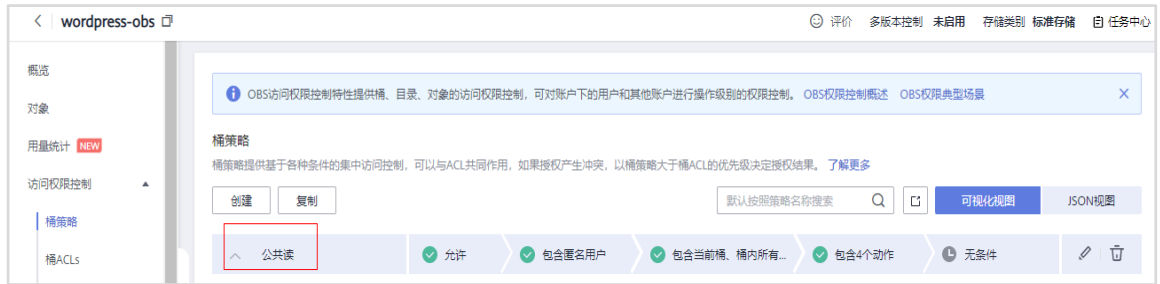 wordpress-obs 评价 多版本控制 未启用 存储类别 标准存储 任务中心
概览
对象
用量统计 NEW
访问权限控制
桶策略
桶ACLs
OBS访问权限控制特性提供桶、目录、对象的访问权限控制，可对账户下的用户和其他账户进行操作级别的权限控制。 OBS权限控制概述 OBS权限典型场景
桶策略
桶策略提供基于各种条件的集中访问控制，可以与ACL共同作用，如果授权产生冲突，以桶策略大于桶ACL的优先级决定授权结果。 了解更多
创建 复制 默认按照策略名称搜索 可视化视图 JSON视图
公共读 允许 包含匿名用户 包含当前桶、桶内所有... 包含4个动作 无条件